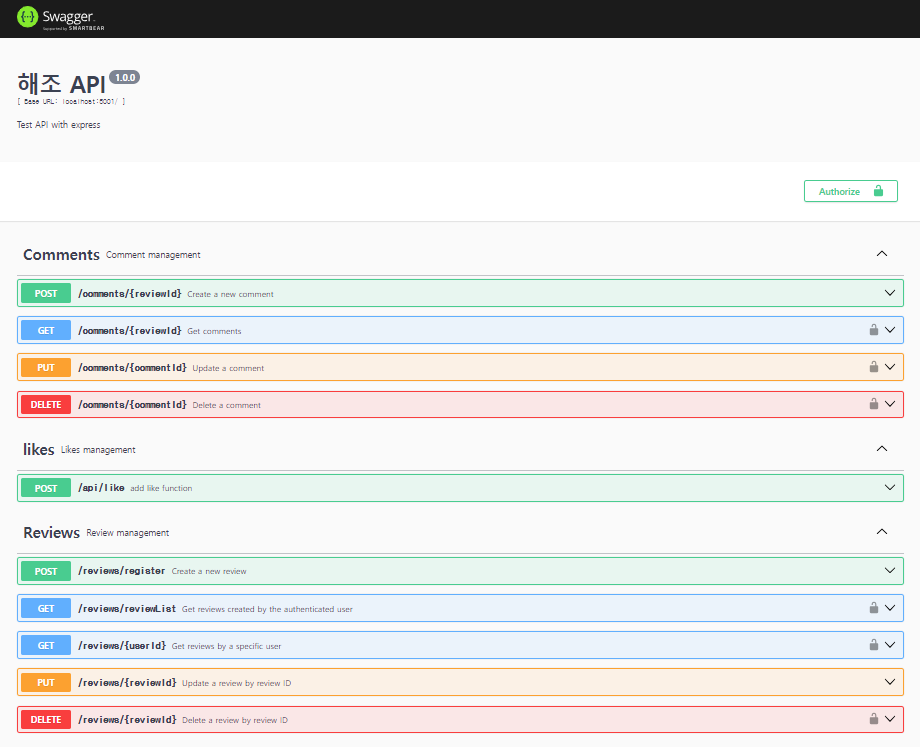 Swagger.
Supported by SMARTBEAR
해조 API 1.0.0
[ Base URL: localhost:5001/ ]
Test API with express
Authorize
Comments Comment management
POST /comments/{reviewId} Create a new comment
GET /comments/{reviewId} Get comments
PUT /comments/{commentId} Update a comment
DELETE /comments/{commentId} Delete a comment
likes Likes management
POST /api/like add like function
Reviews Review management
POST /reviews/register Create a new review
GET /reviews/reviewList Get reviews created by the authenticated user
GET /reviews/{userId} Get reviews by a specific user
PUT /reviews/{reviewId} Update a review by review ID
DELETE /reviews/{reviewId} Delete a review by review ID